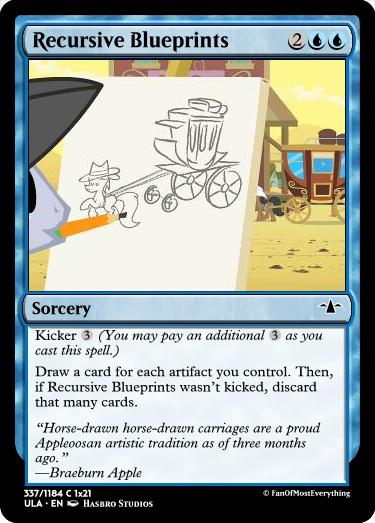 Recursive Blueprints 2
Sorcery
Kicker 3 (You may pay an additional 3 as you
cast this spell.)
Draw a card for each artifact you control. Then,
if Recursive Blueprints wasn't kicked, discard
that many cards.
"Horse-drawn horse-drawn carriages are a proud
Appleoosan artistic tradition as of three months
ago."
—Braeburn Apple
337/1184 C 1x21
ULA • EN HASBRO STUDIOS
© FanOfMostEverything